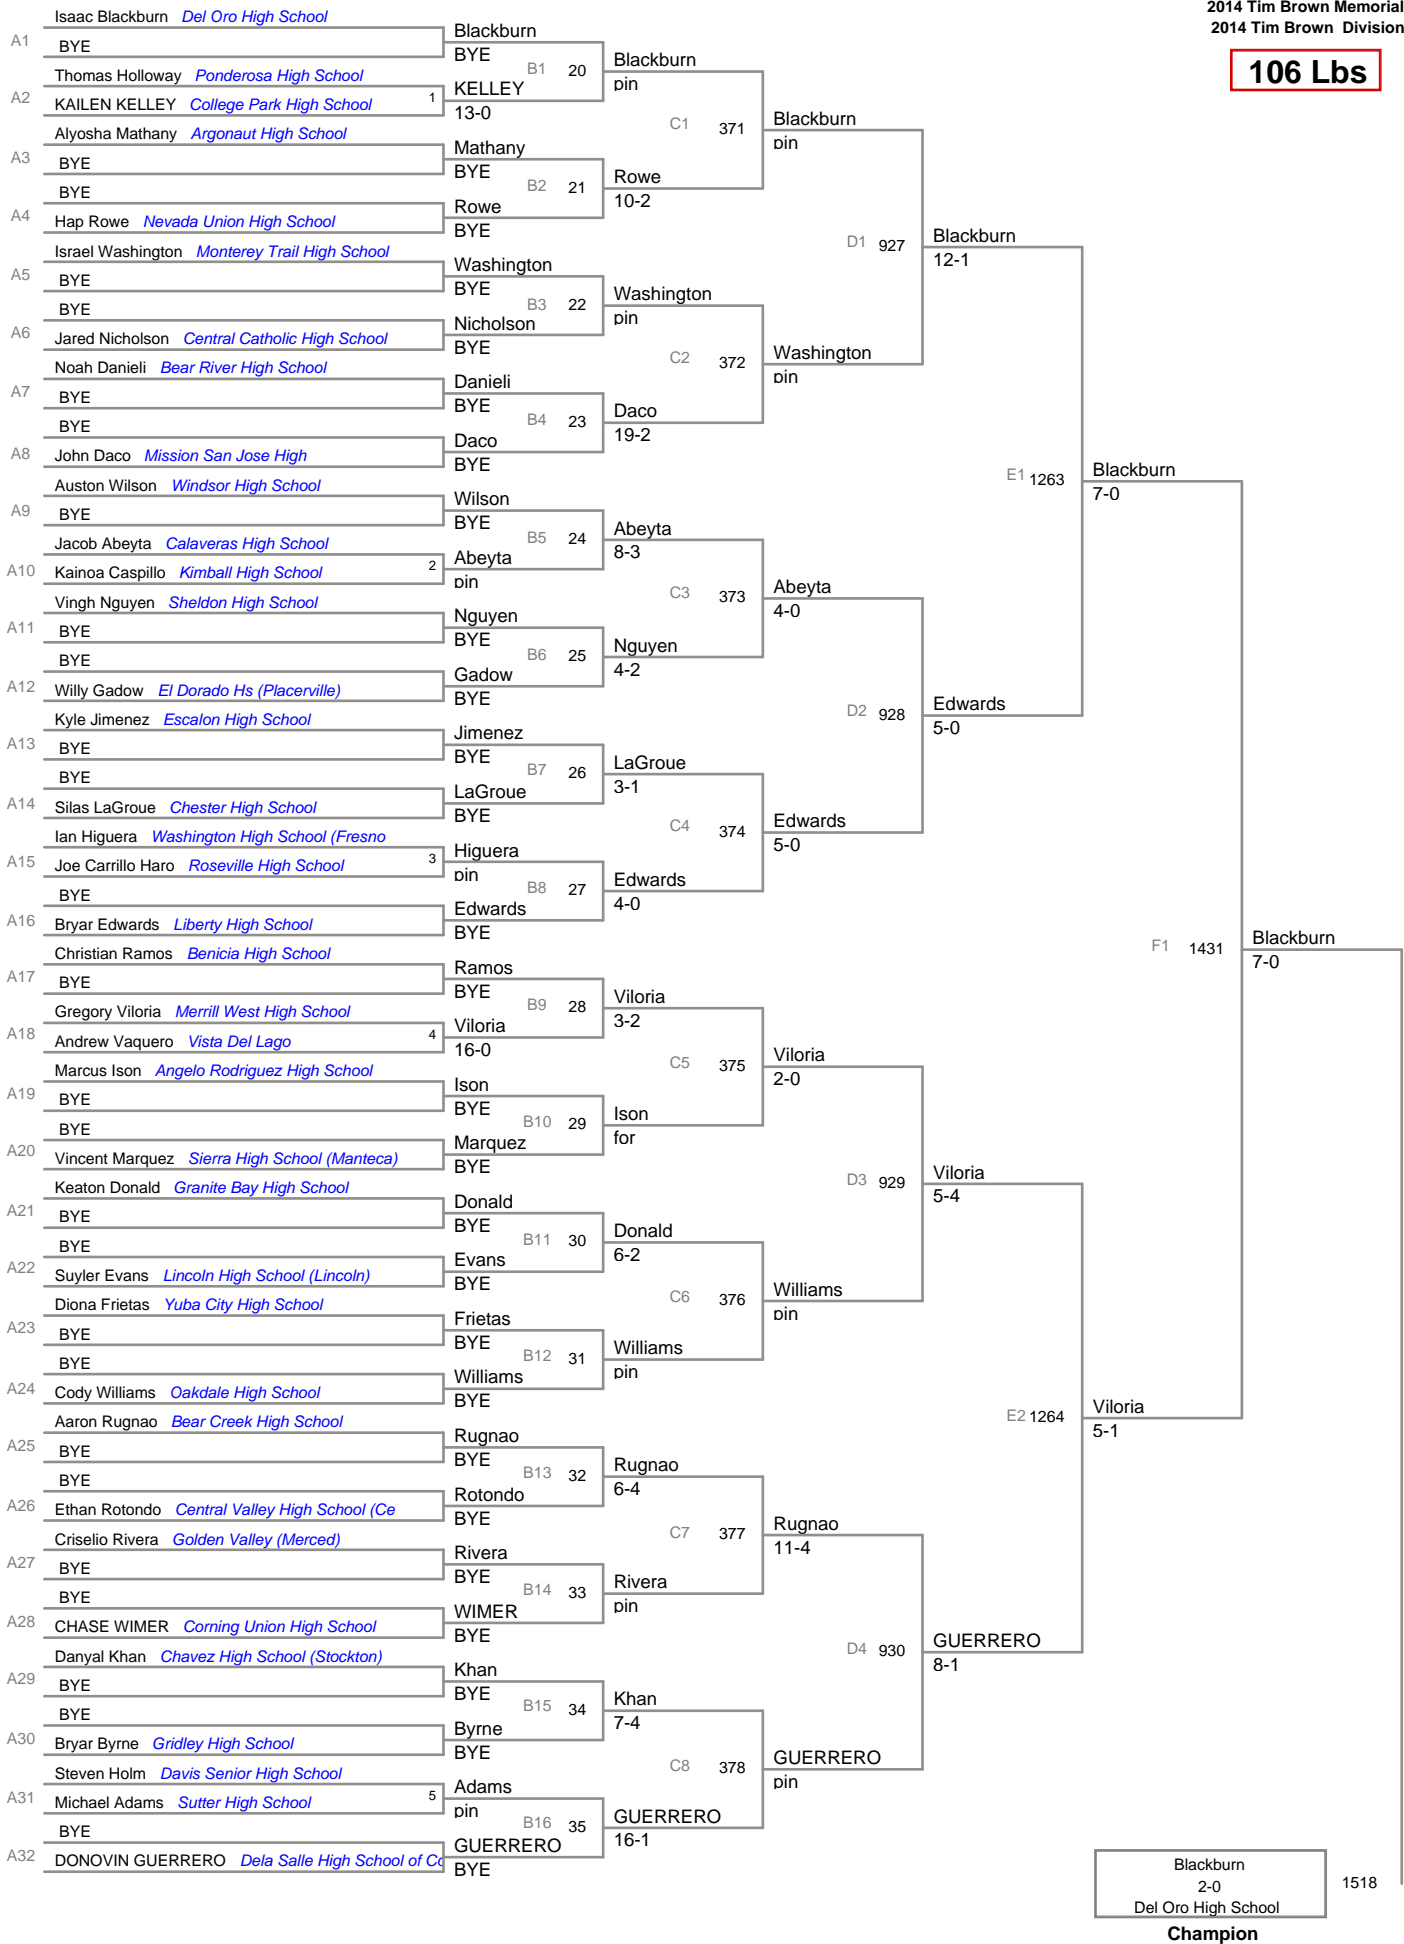 2014 Tim Brown Memorial
2014 Tim Brown Division
106 Lbs
Isaac Blackburn Del Oro High School
A1
BYE
Thomas Holloway Ponderosa High School
A2
KAILEN KELLEY College Park High School
1
Alyosha Mathany Argonaut High School
A3
BYE
BYE
A4
Hap Rowe Nevada Union High School
Israel Washington Monterey Trail High School
A5
BYE
BYE
A6
Jared Nicholson Central Catholic High School
Noah Danieli Bear River High School
A7
BYE
BYE
A8
John Daco Mission San Jose High
Auston Wilson Windsor High School
A9
BYE
Jacob Abeyta Calaveras High School
A10
Kainoa Caspillo Kimball High School
2
Vingh Nguyen Sheldon High School
A11
BYE
BYE
A12
Willy Gadow El Dorado Hs (Placerville)
Kyle Jimenez Escalon High School
A13
BYE
BYE
A14
Silas LaGroue Chester High School
Ian Higuera Washington High School (Fresno
A15
Joe Carrillo Haro Roseville High School
3
BYE
A16
Bryar Edwards Liberty High School
Christian Ramos Benicia High School
A17
BYE
Gregory Viloria Merrill West High School
A18
Andrew Vaquero Vista Del Lago
4
Marcus Ison Angelo Rodriguez High School
A19
BYE
BYE
A20
Vincent Marquez Sierra High School (Manteca)
Keaton Donald Granite Bay High School
A21
BYE
BYE
A22
Suyler Evans Lincoln High School (Lincoln)
Diona Frietas Yuba City High School
A23
BYE
BYE
A24
Cody Williams Oakdale High School
Aaron Rugnao Bear Creek High School
A25
BYE
BYE
A26
Ethan Rotondo Central Valley High School (Ce
Criselio Rivera Golden Valley (Merced)
A27
BYE
BYE
A28
CHASE WIMER Corning Union High School
Danyal Khan Chavez High School (Stockton)
A29
BYE
BYE
A30
Bryar Byrne Gridley High School
Steven Holm Davis Senior High School
A31
Michael Adams Sutter High School
5
BYE
A32
DONOVIN GUERRERO Dela Salle High School of Co
Blackburn
BYE
B1 20
KELLEY
13-0
Mathany
BYE
B2 21
Rowe
BYE
Washington
BYE
B3 22
Nicholson
BYE
Danieli
BYE
B4 23
Daco
BYE
Wilson
BYE
B5 24
Abeyta
pin
Nguyen
BYE
B6 25
Gadow
BYE
Jimenez
BYE
B7 26
LaGroue
BYE
Higuera
pin
B8 27
Edwards
BYE
Ramos
BYE
B9 28
Viloria
16-0
Ison
BYE
B10 29
Marquez
BYE
Donald
BYE
B11 30
Evans
BYE
Frietas
BYE
B12 31
Williams
BYE
Rugnao
BYE
B13 32
Rotondo
BYE
Rivera
BYE
B14 33
WIMER
BYE
Khan
BYE
B15 34
Byrne
BYE
Adams
pin
B16 35
GUERRERO
BYE
Blackburn
pin
C1 371
Rowe
10-2
Washington
pin
C2 372
Daco
19-2
Abeyta
8-3
C3 373
Nguyen
4-2
LaGroue
3-1
C4 374
Edwards
4-0
Viloria
3-2
C5 375
Ison
for
Donald
6-2
C6 376
Williams
pin
Rugnao
6-4
C7 377
Rivera
pin
Khan
7-4
C8 378
GUERRERO
16-1
Blackburn
pin
D1 927
Washington
pin
Abeyta
4-0
D2 928
Edwards
5-0
Viloria
2-0
D3 929
Williams
pin
Rugnao
11-4
D4 930
GUERRERO
pin
Blackburn
12-1
E1 1263
Edwards
5-0
Viloria
5-4
E2 1264
GUERRERO
8-1
Blackburn
7-0
F1 1431
Viloria
5-1
Blackburn
7-0
Blackburn
2-0
Del Oro High School
1518
Champion